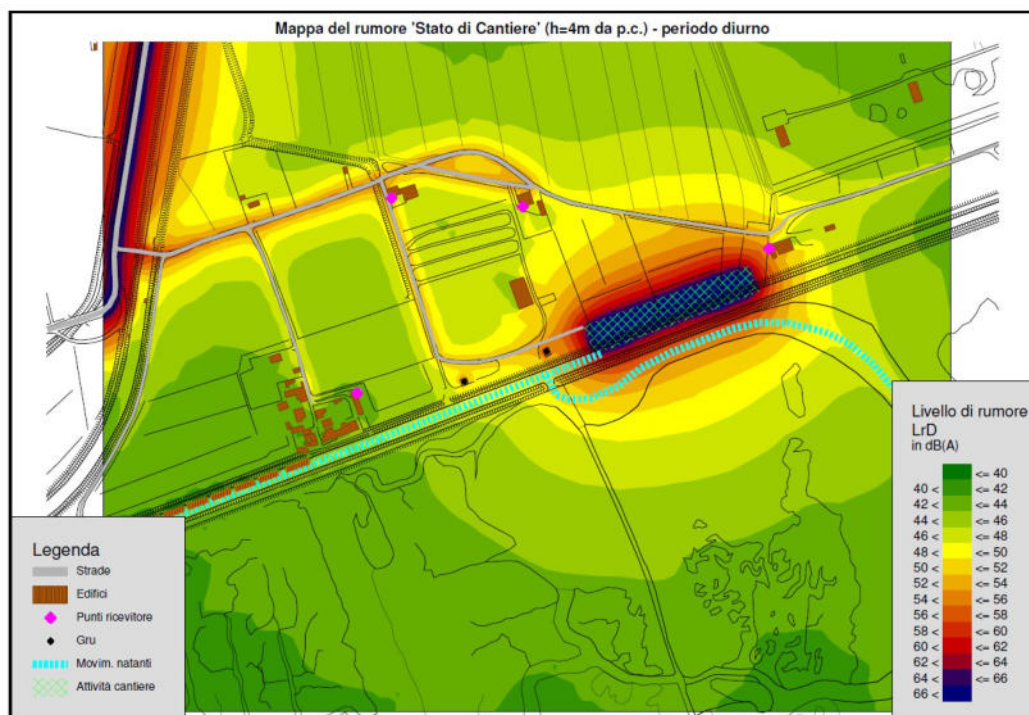 Mappa del rumore 'Stato di Cantiere' (h=4m da p.c.) - periodo diurno
Legenda
Strade
Edifici
Punti ricevitore
Gru
Movim. natanti
Attività cantiere
Livello di rumore
LrD
in dB(A)
<= 40
40 < <= 42
42 < <= 44
44 < <= 46
46 < <= 48
48 < <= 50
50 < <= 52
52 < <= 54
54 < <= 56
56 < <= 58
58 < <= 60
60 < <= 62
62 < <= 64
64 < <= 66
66 <